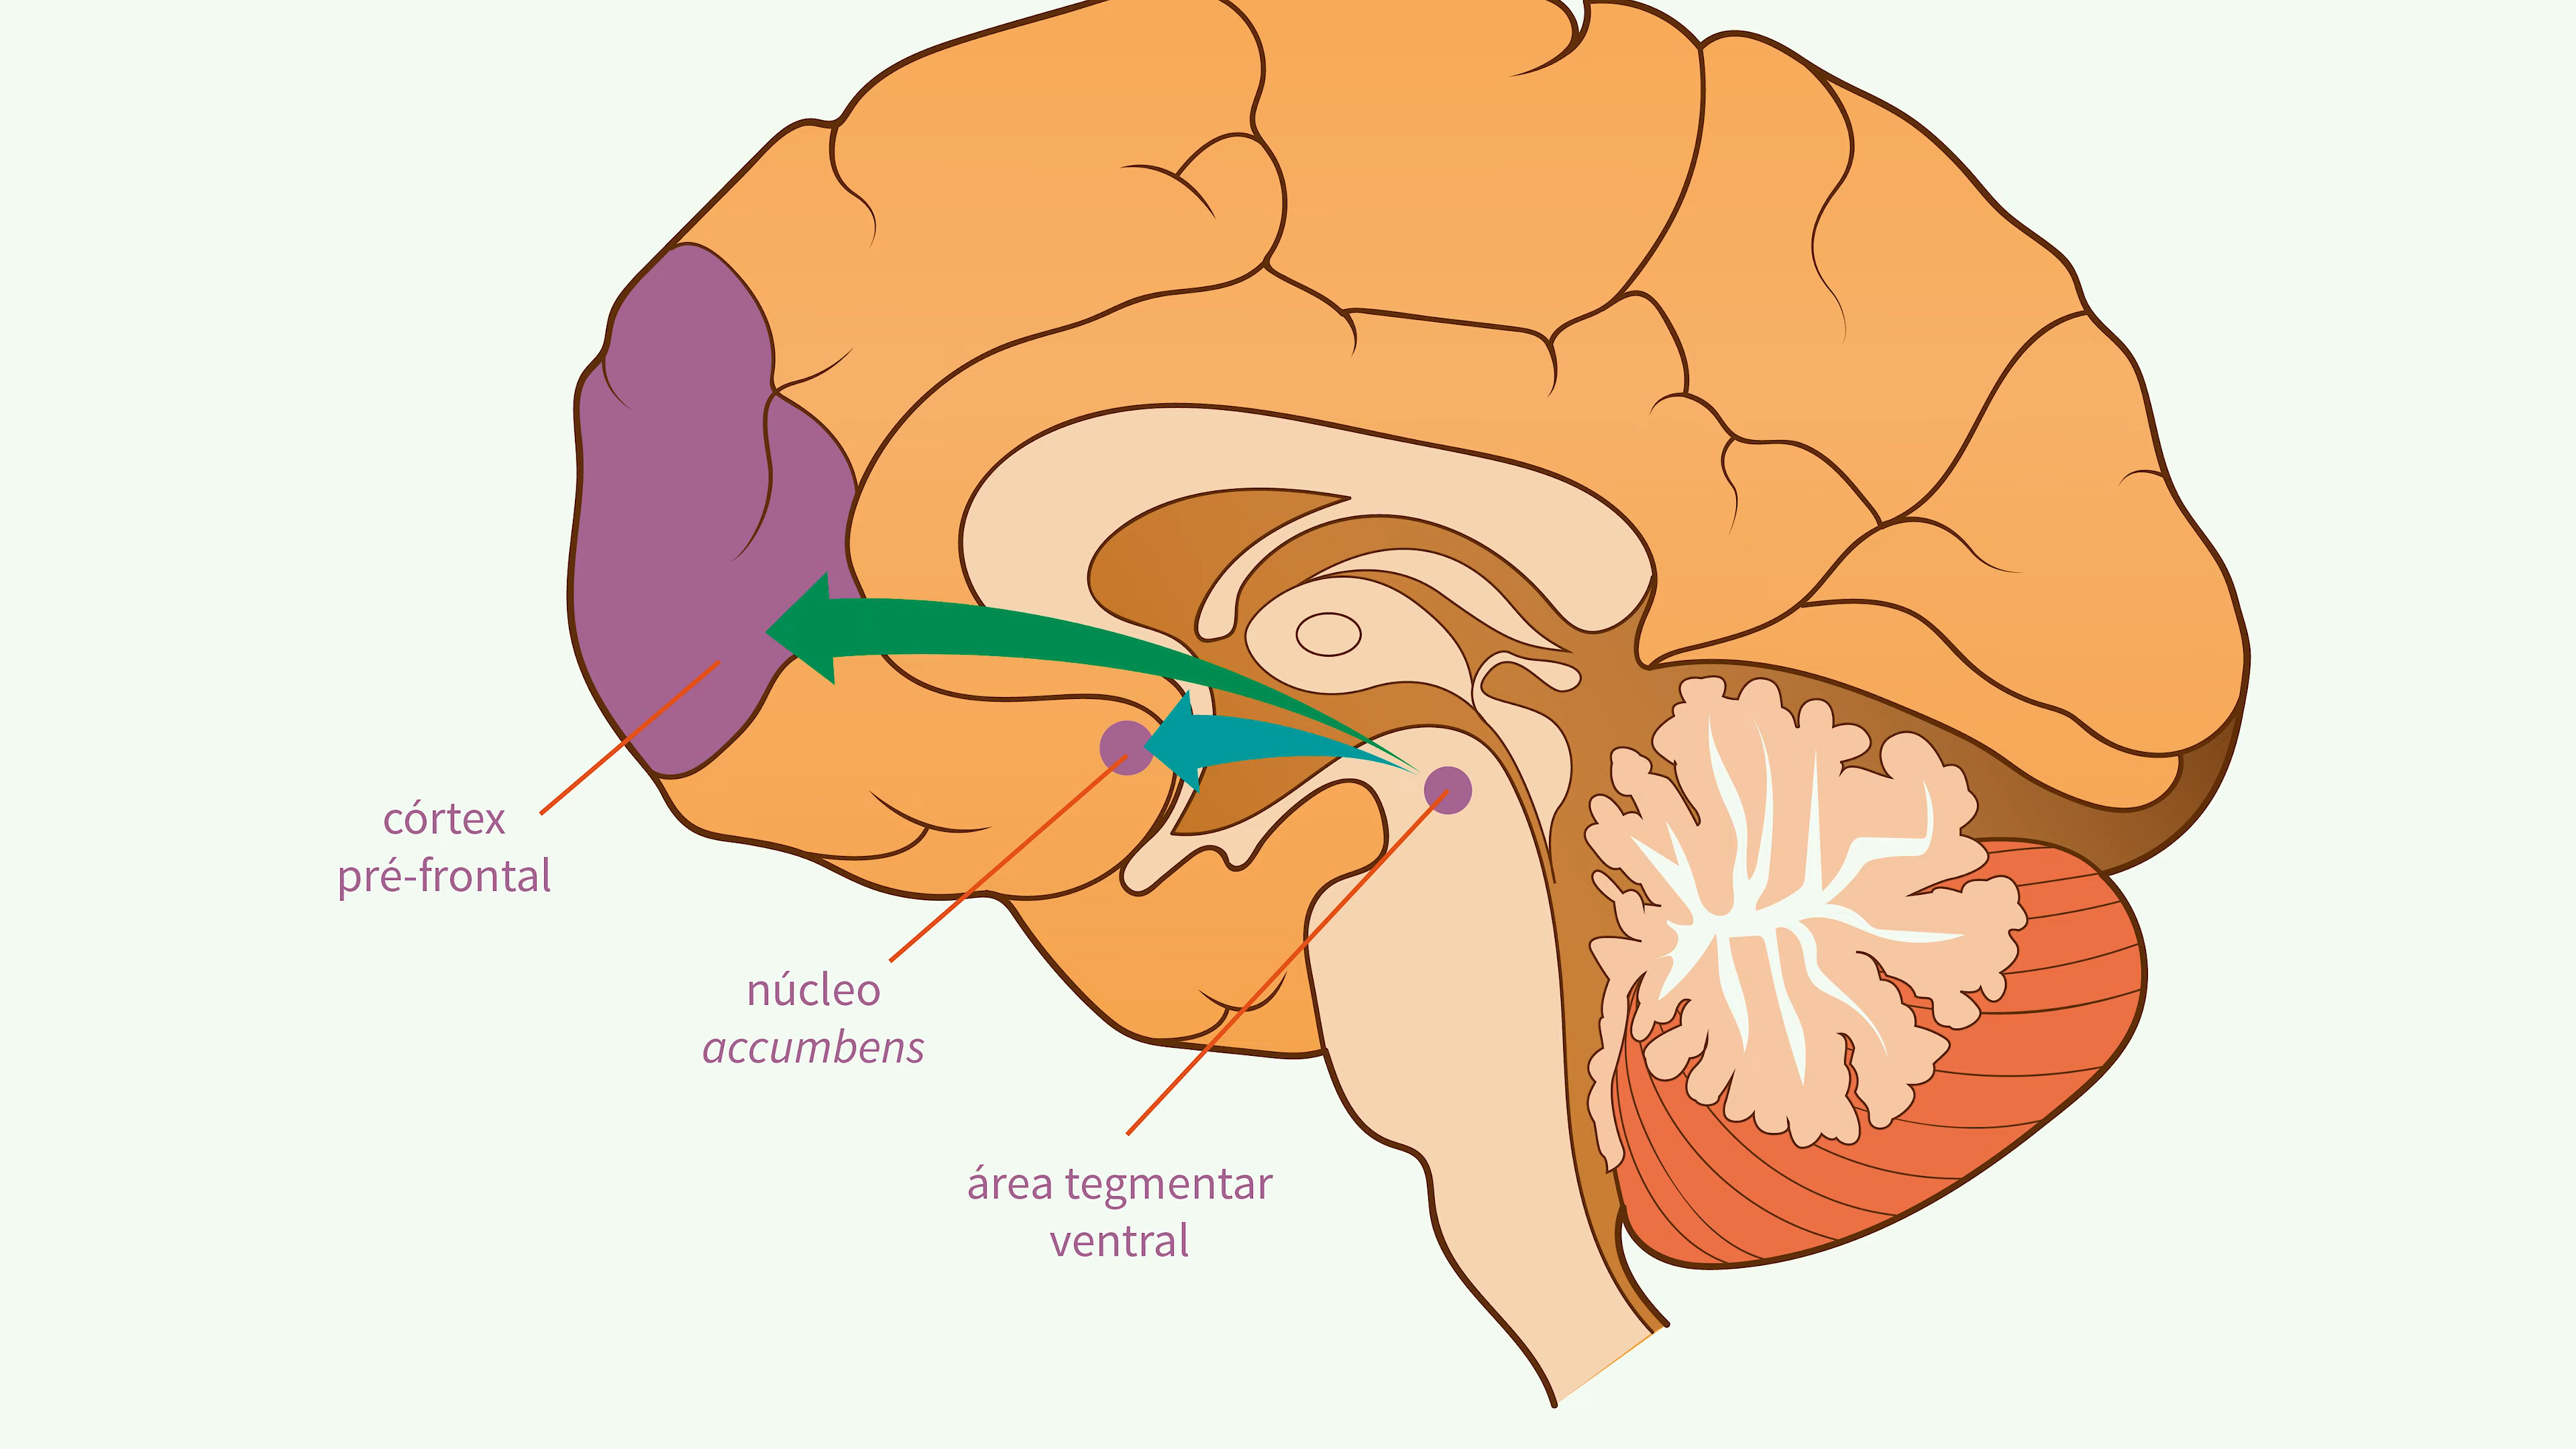 córtex
pré-frontal
núcleo
accumbens
área tegmentar
ventral